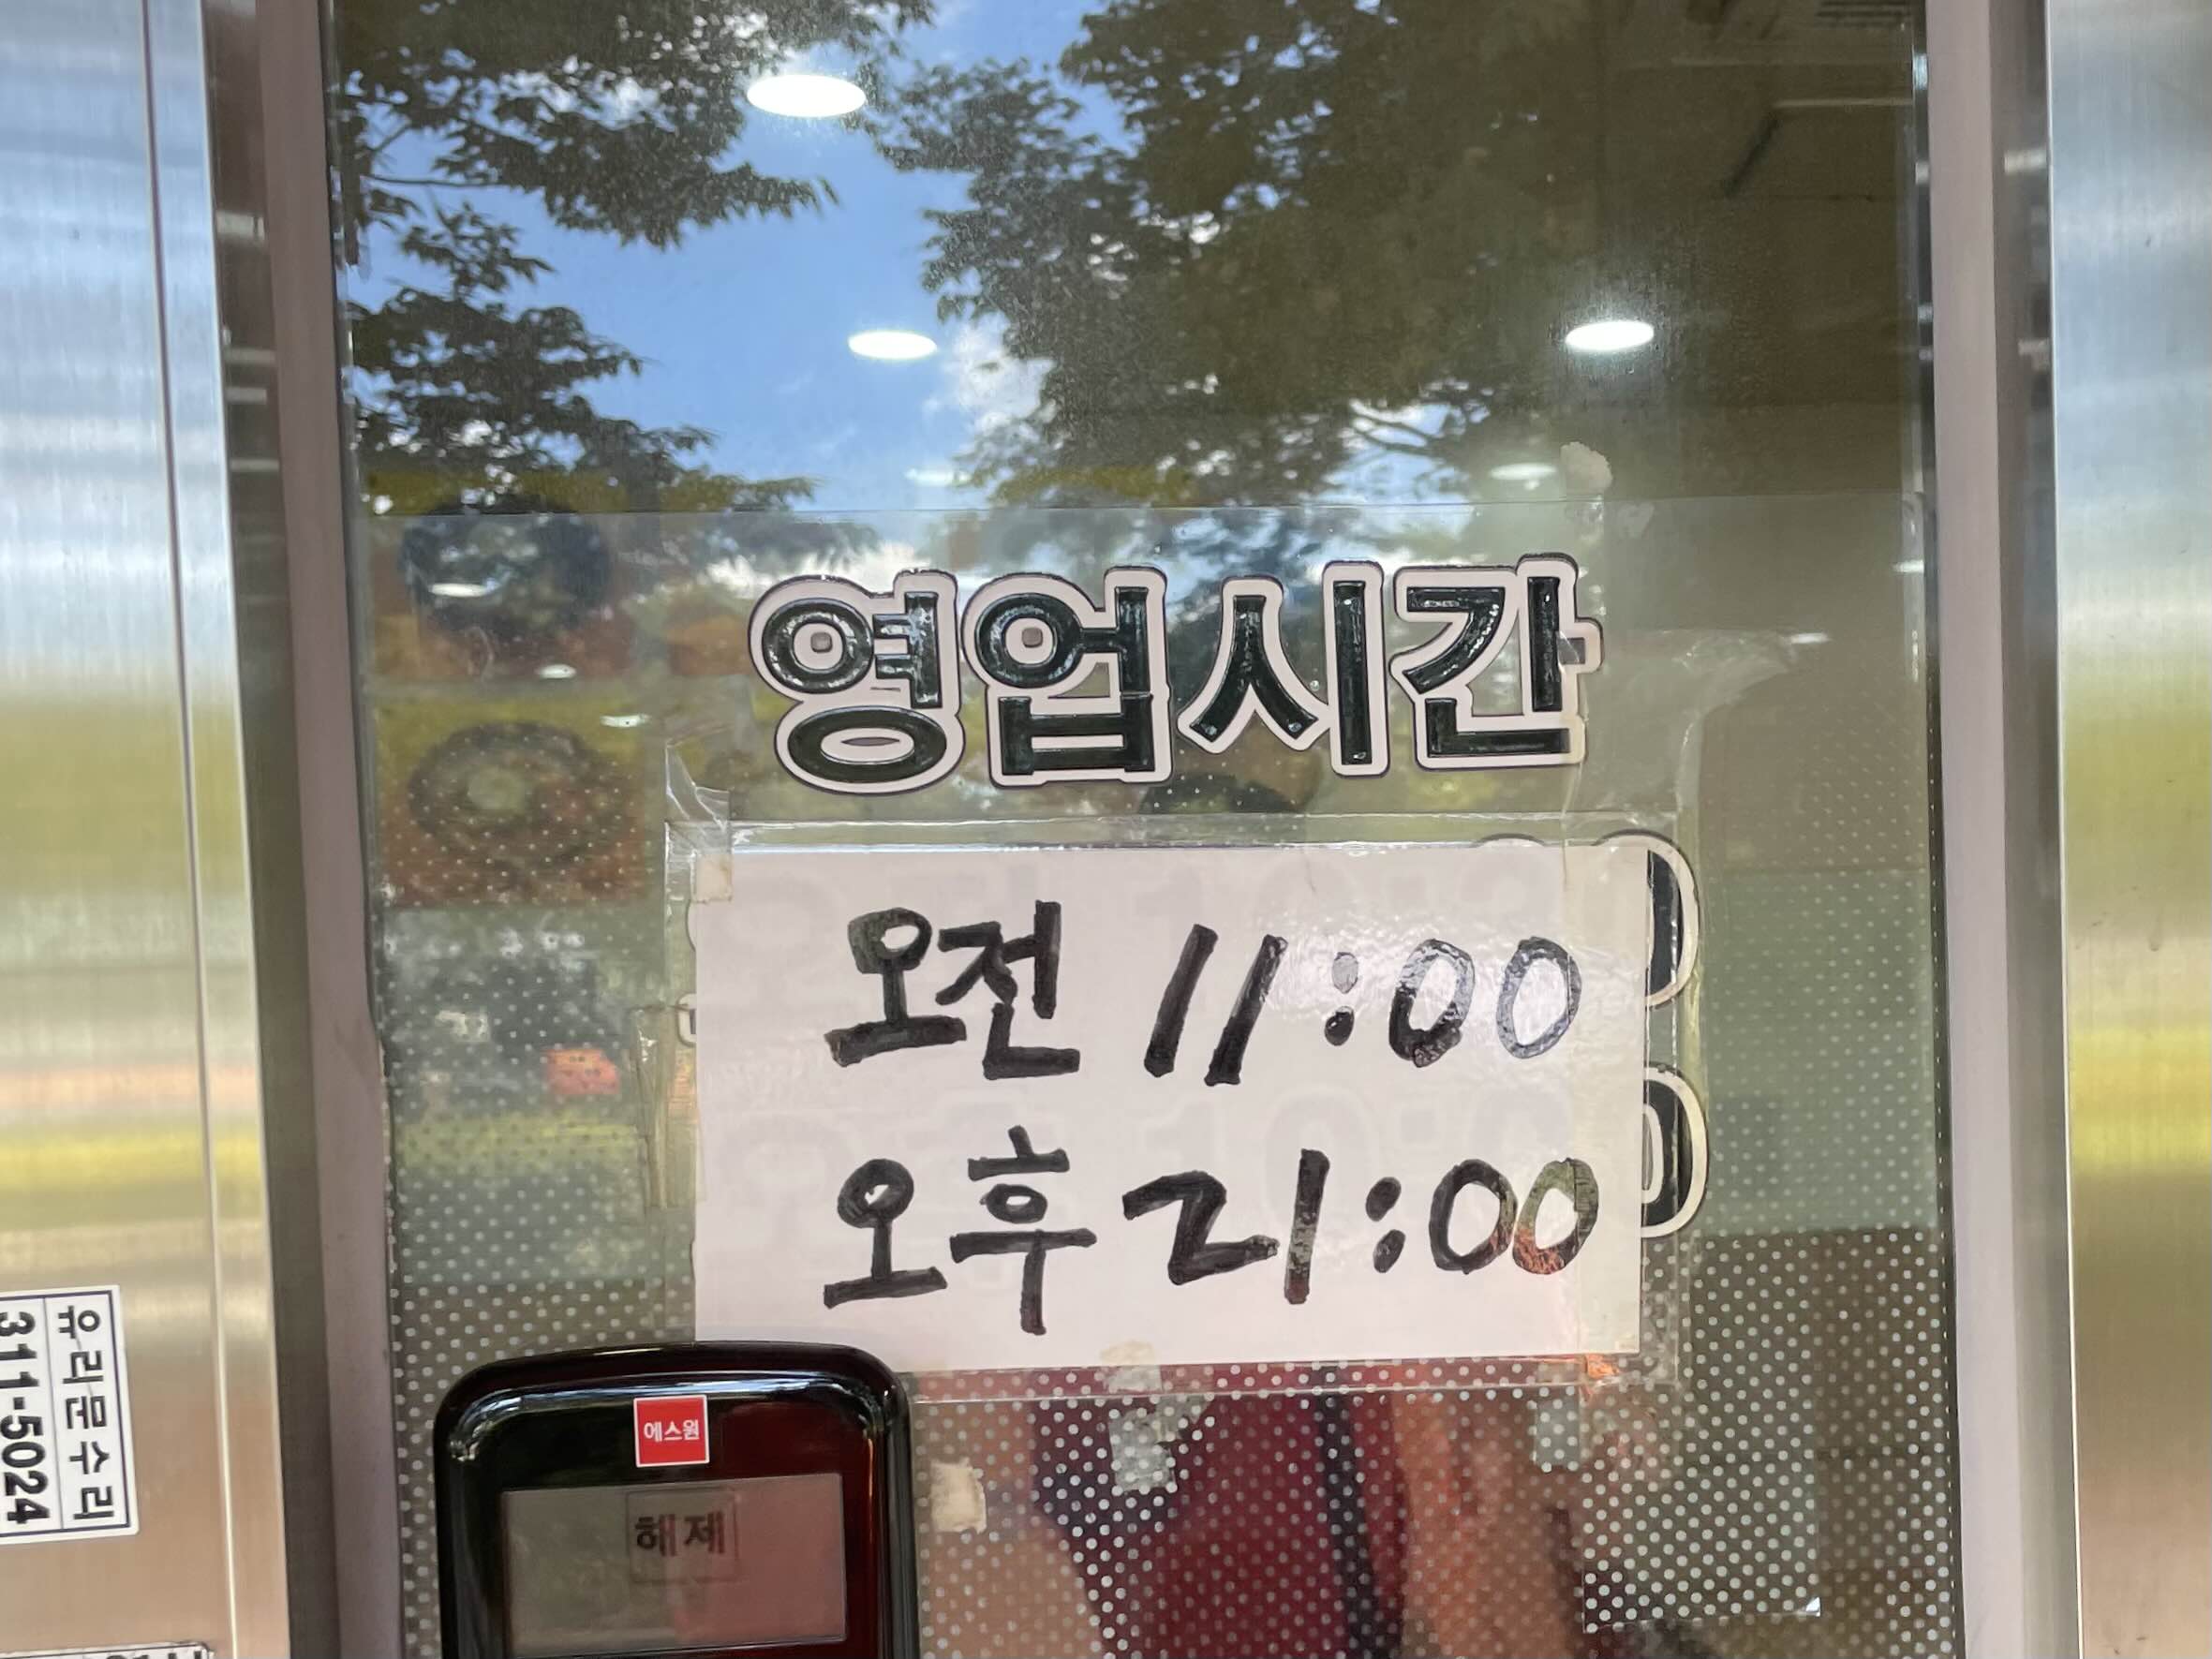 영업시간
오전 11:00
오후 21:00
에스원
해제
유리문수리
311-5024